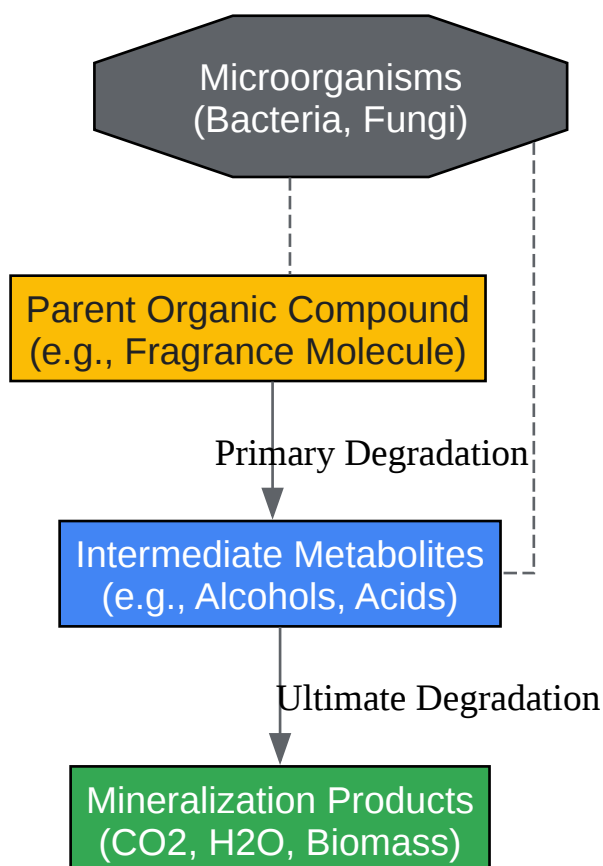 Microorganisms
(Bacteria, Fungi)
Parent Organic Compound
(e.g., Fragrance Molecule)
Primary Degradation
Intermediate Metabolites
(e.g., Alcohols, Acids)
Ultimate Degradation
Mineralization Products
(CO2, H2O, Biomass)